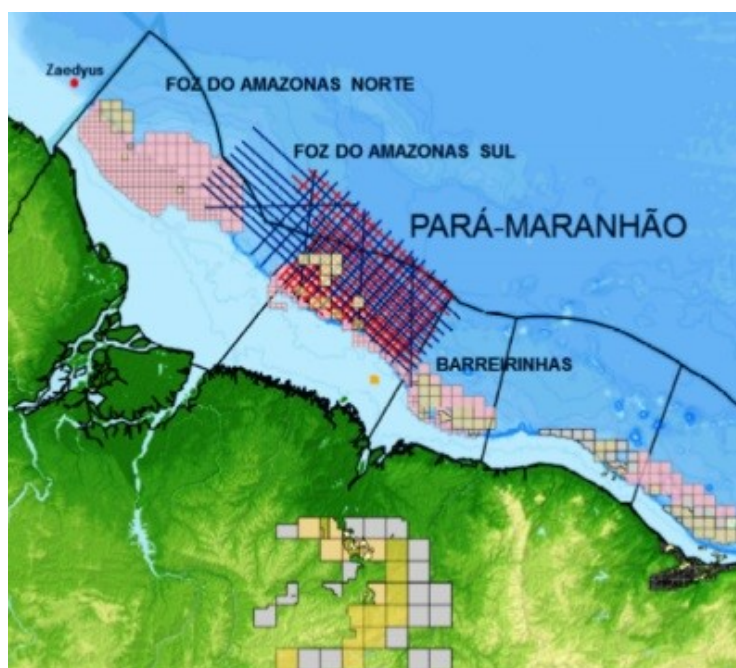 Zaedyus
FOZ DO AMAZONAS NORTE
FOZ DO AMAZONAS SUL
PARÁ-MARANHÃO
BARREIRINHAS